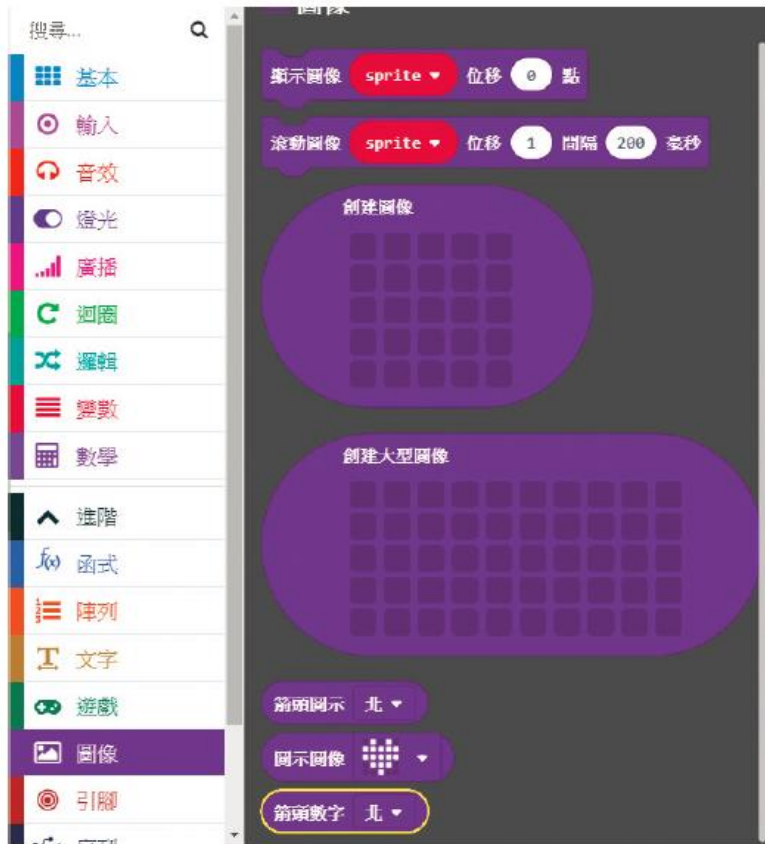 搜尋...
基本
輸入
音效
燈光
廣播
迴圈
邏輯
變數
數學
進階
f(x) 函式
陣列
文字
遊戲
圖像
引腳
圖像
顯示圖像 sprite 位移 0 點
滾動圖像 sprite 位移 1 間隔 200 毫秒
創建圖像
創建大型圖像
箭頭圖示 北
圖示圖像
箭頭數字 北